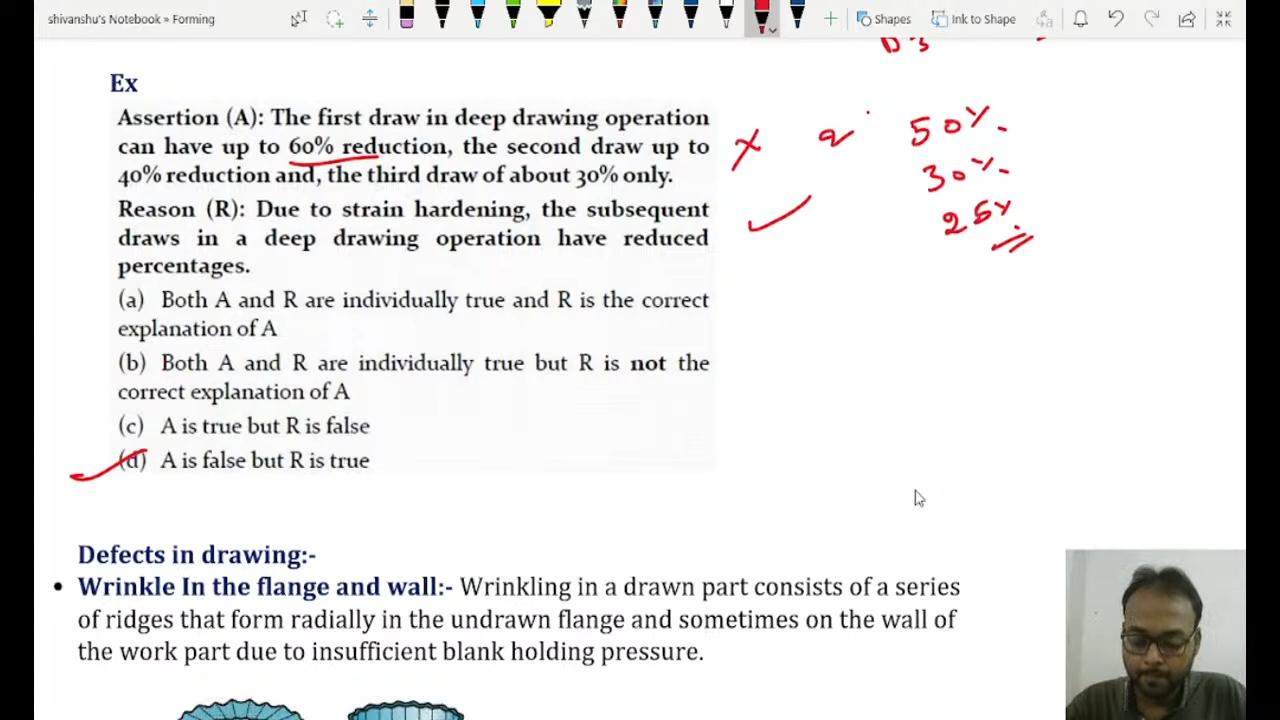 shivanshu's Notebook » Forming
Shapes
Ink to Shape
Ex
Assertion (A): The first draw in deep drawing operation
can have up to 60% reduction, the second draw up to
40% reduction and, the third draw of about 30% only.
Reason (R): Due to strain hardening, the subsequent
draws in a deep drawing operation have reduced
percentages.
(a) Both A and R are individually true and R is the correct
explanation of A
(b) Both A and R are individually true but R is not the
correct explanation of A
(c) A is true but R is false
(d) A is false but R is true
50%
30%
25%
Defects in drawing:-
• Wrinkle In the flange and wall:- Wrinkling in a drawn part consists of a series
of ridges that form radially in the undrawn flange and sometimes on the wall of
the work part due to insufficient blank holding pressure.